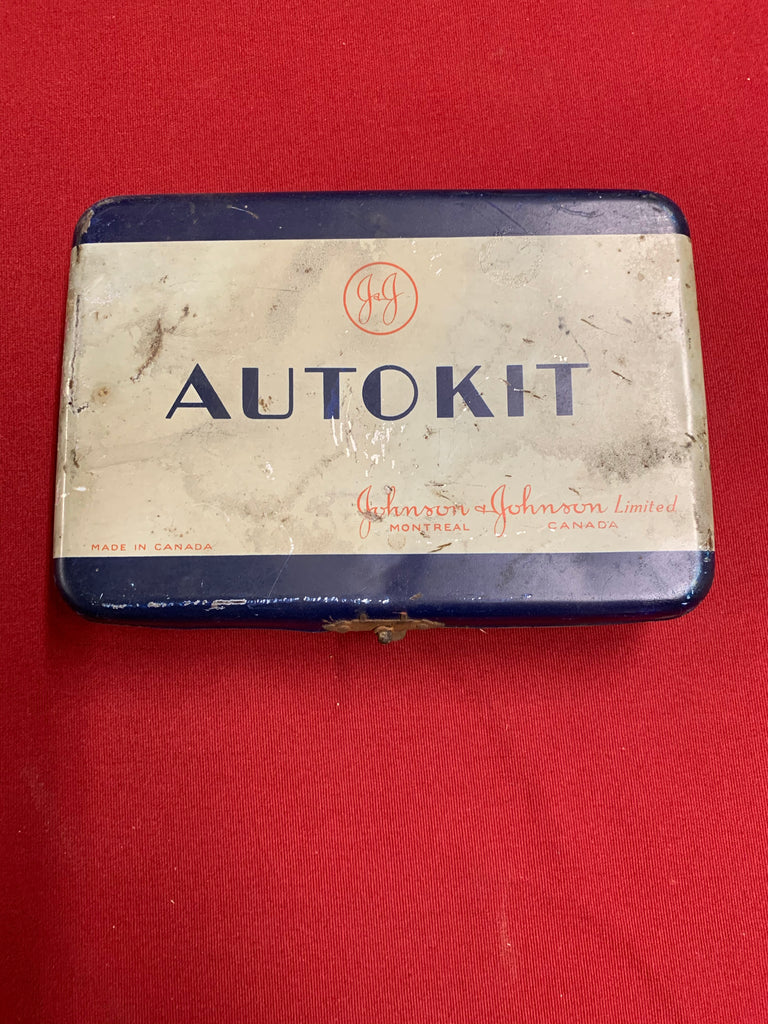 J&J
AUTOKIT
Johnson & Johnson Limited
MONTREAL CANADA
MADE IN CANADA